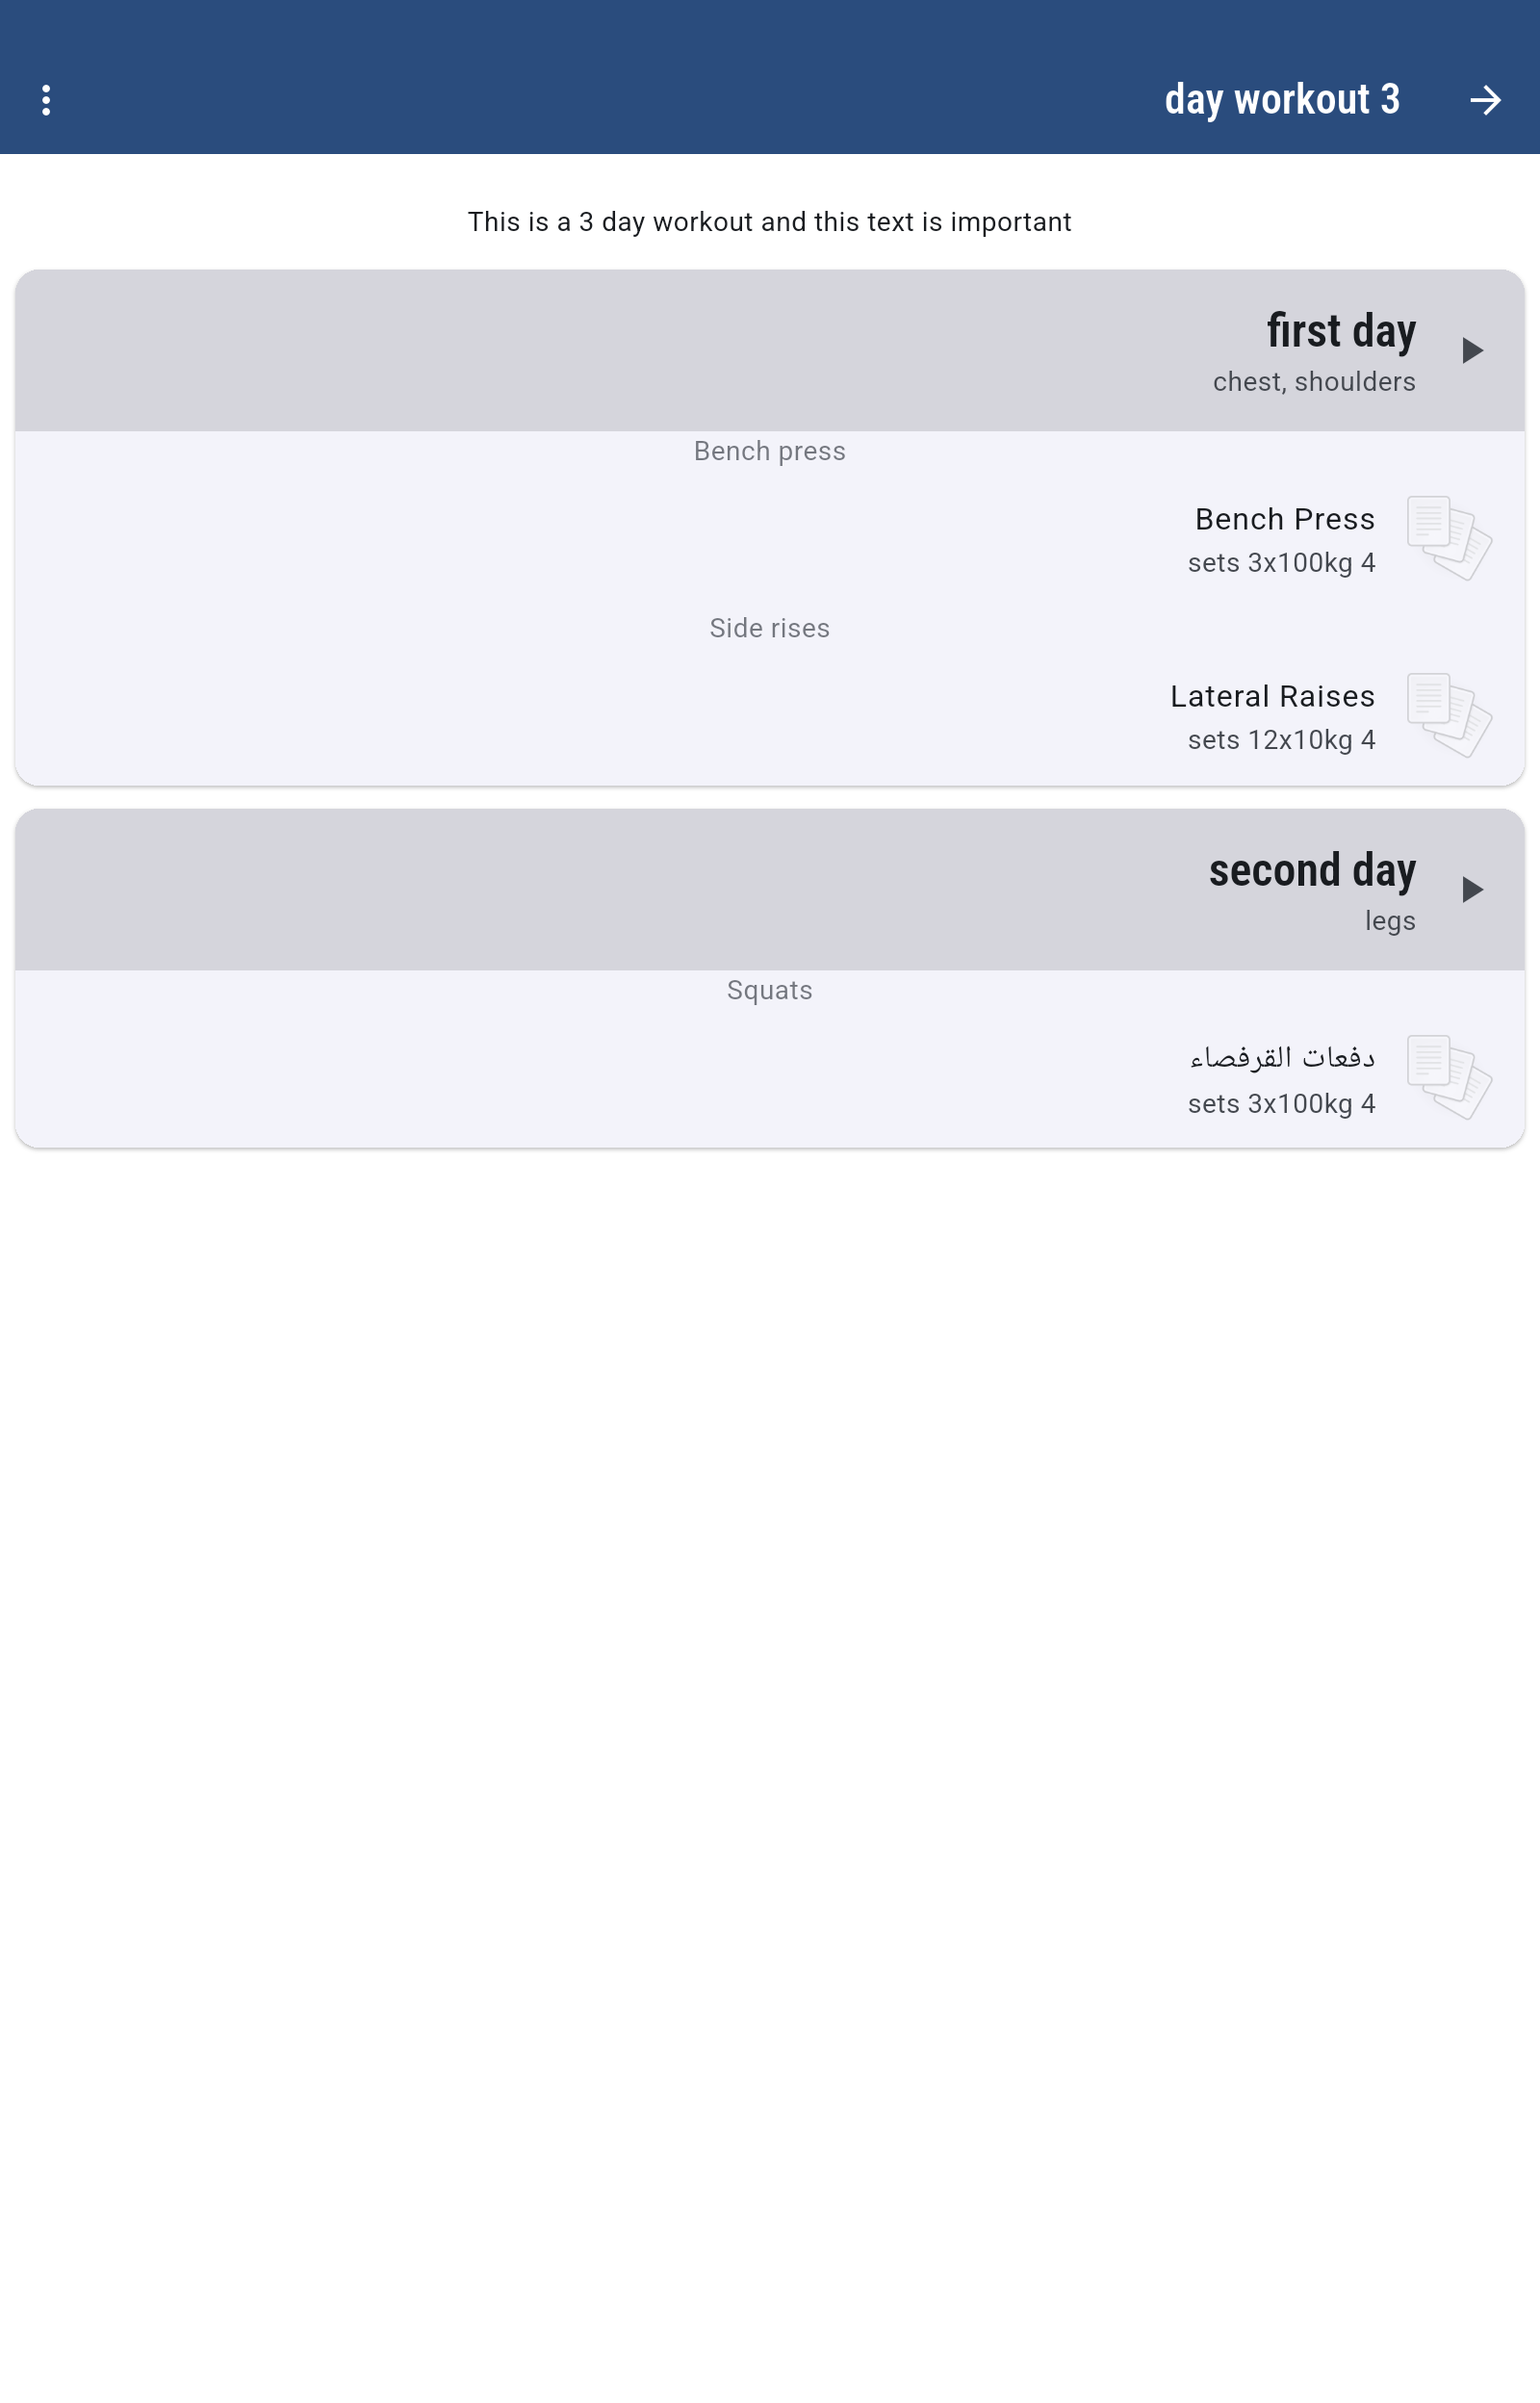 day workout 3
This is a 3 day workout and this text is important
first day
chest, shoulders
Bench press
Bench Press
sets 3x100kg 4
Side rises
Lateral Raises
sets 12x10kg 4
second day
legs
Squats
دفعات القرفصاء
sets 3x100kg 4